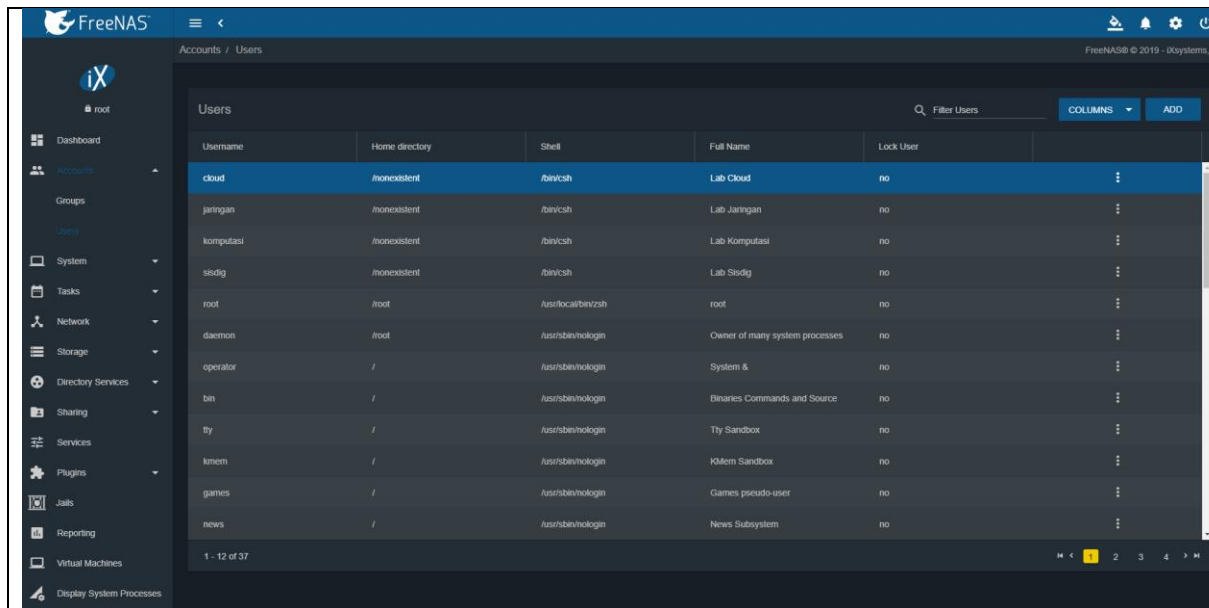 FreeNAS
Accounts / Users
FreeNAS® © 2019 - iXsystems,
iX
root
Dashboard
Accounts
Groups
Users
System
Tasks
Network
Storage
Directory Services
Sharing
Services
Plugins
Jails
Reporting
Virtual Machines
Display System Processes
Users
Filter Users
COLUMNS
ADD
Username Home directory Shell Full Name Lock User
cloud /nonexistent /bin/csh Lab Cloud no
jaringan /nonexistent /bin/csh Lab Jaringan no
komputasi /nonexistent /bin/csh Lab Komputasi no
sisdig /nonexistent /bin/csh Lab Sisdig no
root /root /usr/local/bin/zsh root no
daemon /root /usr/sbin/nologin Owner of many system processes no
operator / /usr/sbin/nologin System & no
bin / /usr/sbin/nologin Binaries Commands and Source no
tty / /usr/sbin/nologin Tty Sandbox no
kmem / /usr/sbin/nologin KMem Sandbox no
games / /usr/sbin/nologin Games pseudo-user no
news / /usr/sbin/nologin News Subsystem no
1 - 12 of 37
1 2 3 4